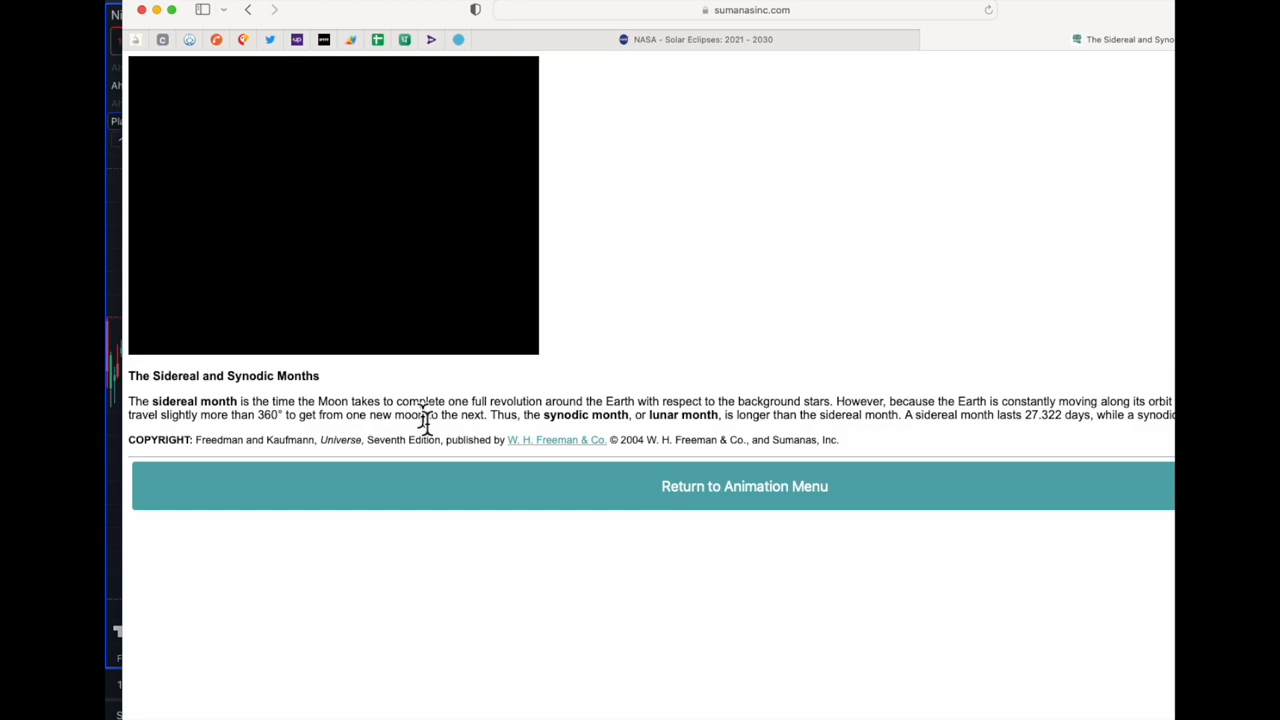 Ni
sumanasinc.com
up
NASA - Solar Eclipses: 2021 - 2030
The Sidereal and Syno
Ah
Pla
The Sidereal and Synodic Months
The sidereal month is the time the Moon takes to complete one full revolution around the Earth with respect to the background stars. However, because the Earth is constantly moving along its orbit
travel slightly more than 360° to get from one new moon to the next. Thus, the synodic month, or lunar month, is longer than the sidereal month. A sidereal month lasts 27.322 days, while a synodic
COPYRIGHT: Freedman and Kaufmann, Universe, Seventh Edition, published by W. H. Freeman & Co. © 2004 W. H. Freeman & Co., and Sumanas, Inc.
Return to Animation Menu